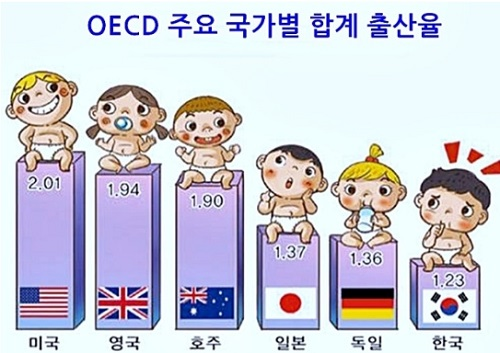 OECD 주요 국가별 합계 출산율
2.01
1.94
1.90
1.37
1.36
1.23
미국
영국
호주
일본
독일
한국